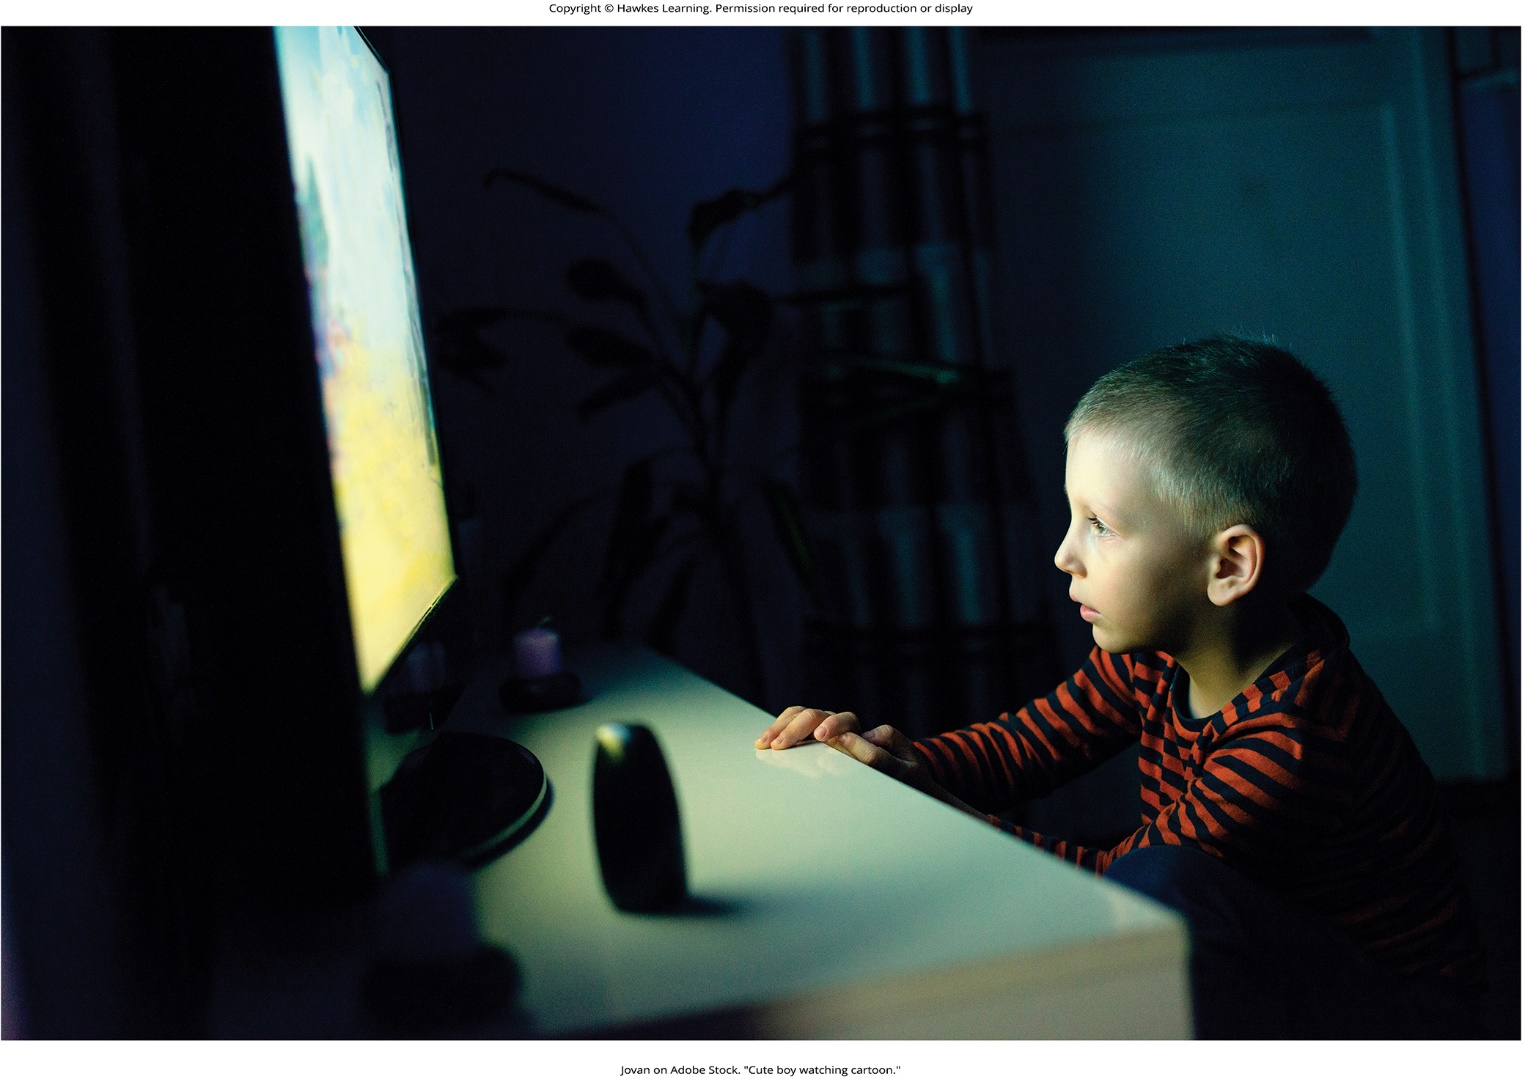 Copyright © Hawkes Learning. Permission required for reproduction or display
Jovan on Adobe Stock. "Cute boy watching cartoon."